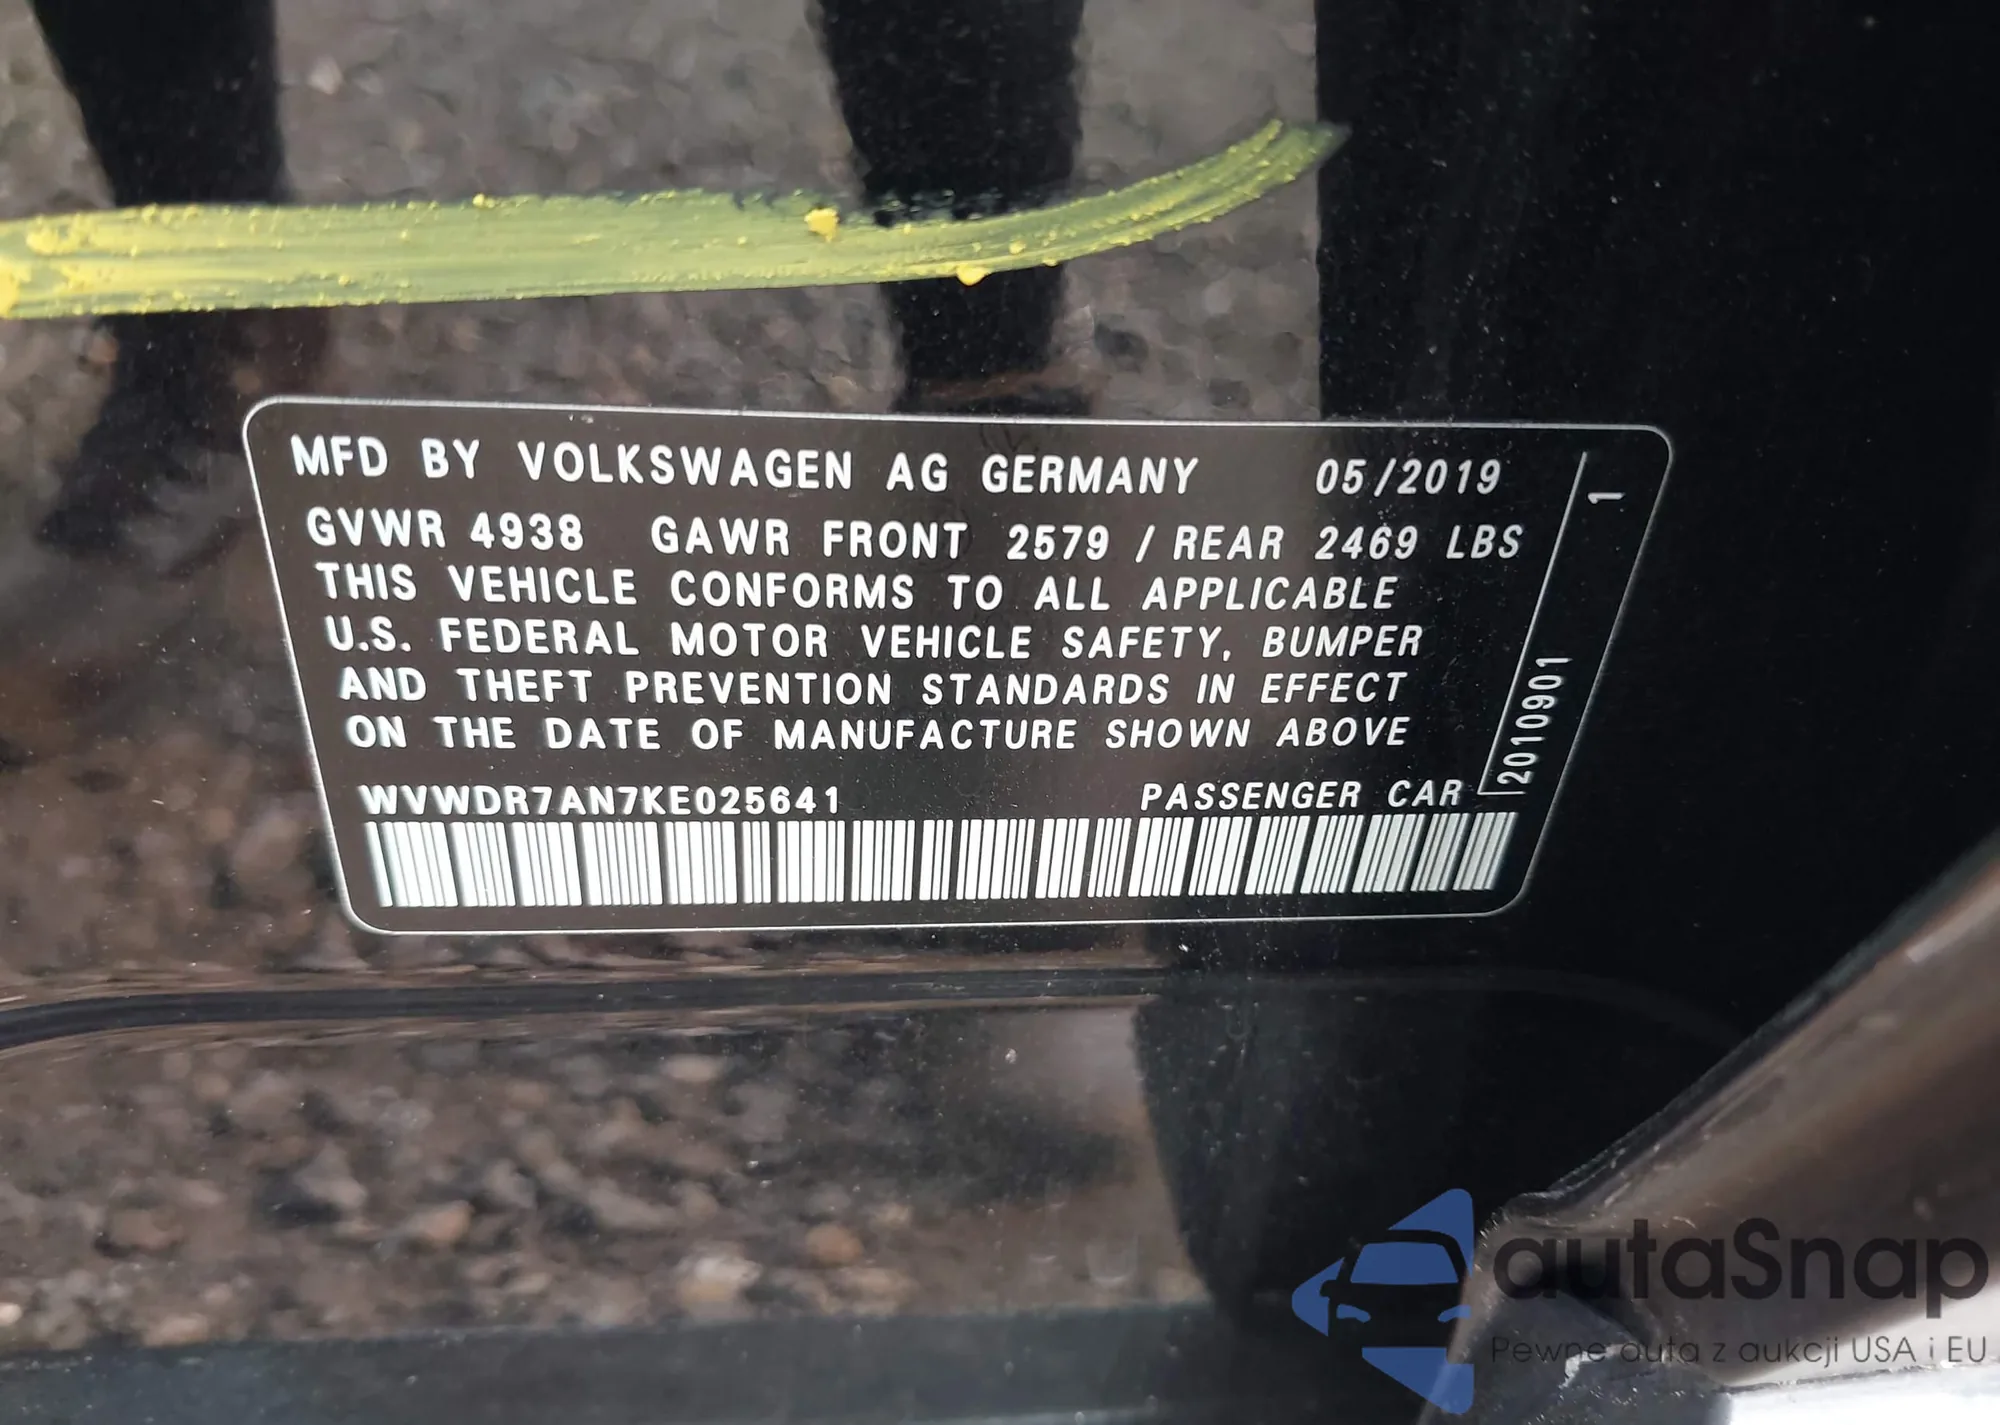 MFD BY VOLKSWAGEN AG GERMANY 05/2019
GVWR 4938 GAWR FRONT 2579 / REAR 2469 LBS
THIS VEHICLE CONFORMS TO ALL APPLICABLE
U.S. FEDERAL MOTOR VEHICLE SAFETY, BUMPER
AND THEFT PREVENTION STANDARDS IN EFFECT
ON THE DATE OF MANUFACTURE SHOWN ABOVE
WVWDR7AN7KE025641 PASSENGER CAR
2010901 1
autaSnap
Pewne auta z aukcji USA i EU